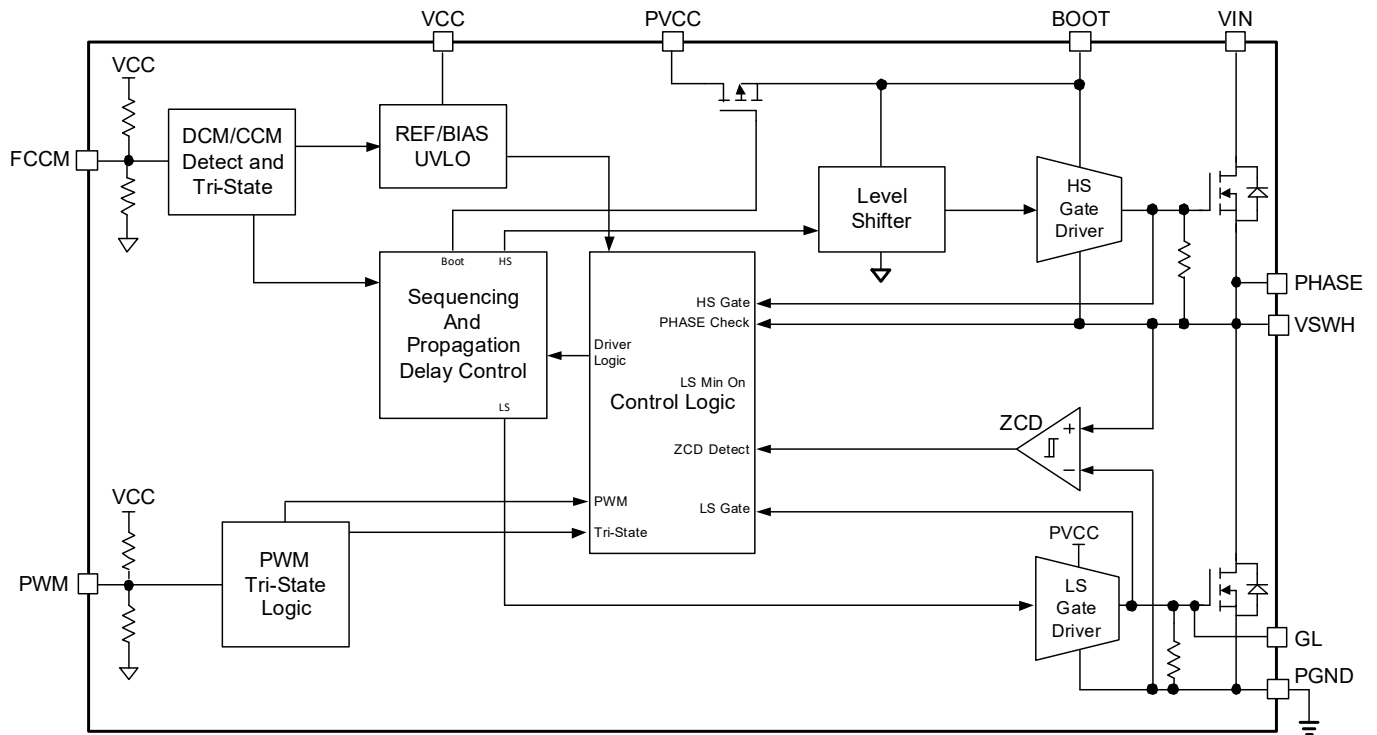 VCC
PVCC
BOOT
VIN
VCC
FCCM
DCM/CCM
Detect and
Tri-State
REF/BIAS
UVLO
Level
Shifter
HS
Gate
Driver
Boot
HS
Sequencing
And
Propagation
Delay Control
LS
HS Gate
PHASE Check
Driver
Logic
LS Min On
Control Logic
ZCD Detect
LS Gate
PWM
Tri-State
PHASE
VSWH
ZCD
+
−
VCC
PWM
PWM
Tri-State
Logic
PVCC
LS
Gate
Driver
GL
PGND